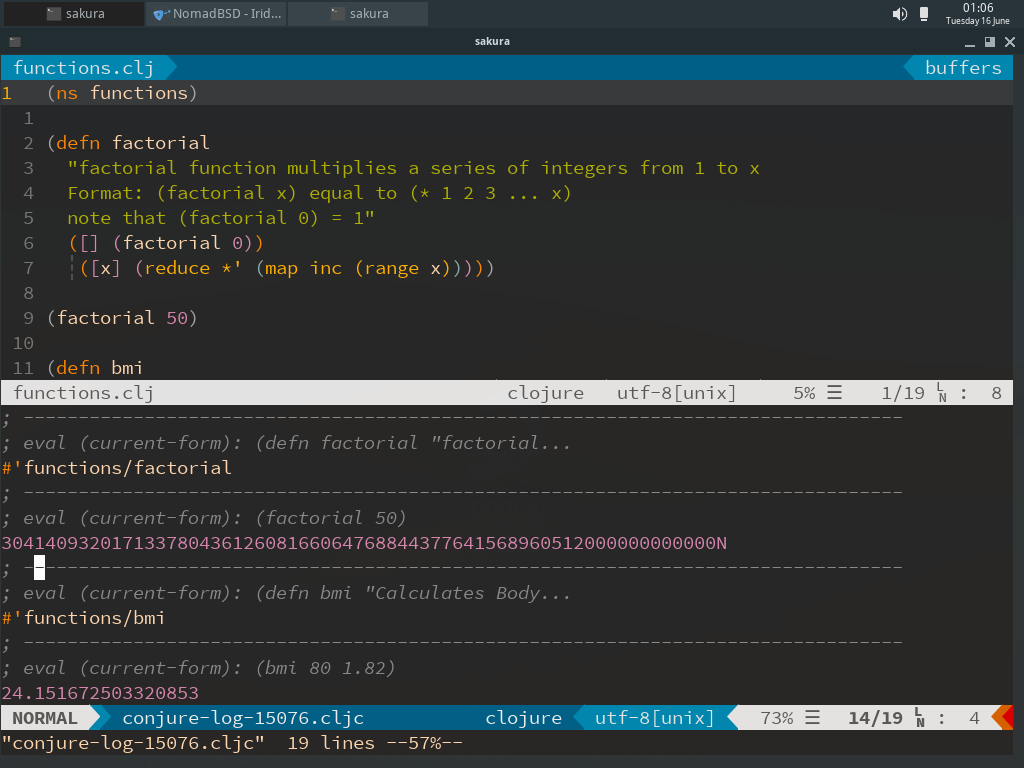 sakura
NomadBSD - Irid...
sakura
01:06
Tuesday 16 June
sakura
functions.clj
buffers
1 (ns functions)
1
2 (defn factorial
3 "factorial function multiplies a series of integers from 1 to x
4 Format: (factorial x) equal to (* 1 2 3 ... x)
5 note that (factorial 0) = 1"
6 ([] (factorial 0))
7 ¦([x] (reduce *' (map inc (range x)))))
8
9 (factorial 50)
10
11 (defn bmi
functions.clj clojure utf-8[unix] 5% ☰ 1/19 LN : 8
; --------------------------------------------------------------------------------
; eval (current-form): (defn factorial "factorial...
#'functions/factorial
; --------------------------------------------------------------------------------
; eval (current-form): (factorial 50)
30414093201713378043612608166064768844377641568960512000000000000N
; --------------------------------------------------------------------------------
; eval (current-form): (defn bmi "Calculates Body...
#'functions/bmi
; --------------------------------------------------------------------------------
; eval (current-form): (bmi 80 1.82)
24.151672503320853
NORMAL conjure-log-15076.cljc clojure utf-8[unix] 73% ☰ 14/19 LN : 4
"conjure-log-15076.cljc" 19 lines --57%--